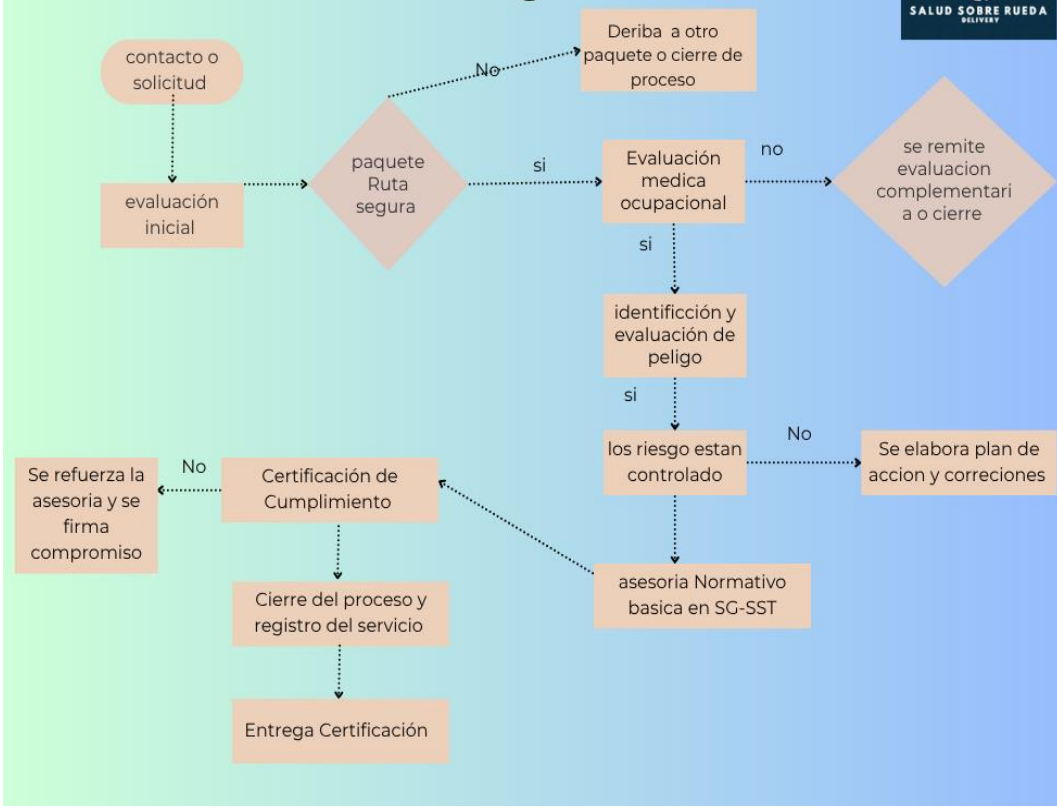 SALUD SOBRE RUEDA
DELIVERY
contacto o
solicitud
No
Deriba a otro
paquete o cierre de
proceso
evaluación
inicial
paquete
Ruta
segura
si
Evaluación
medica
ocupacional
no
se remite
evaluacion
complementari
a o cierre
si
identificción y
evaluación de
peligo
si
los riesgo estan
controlado
No
Se elabora plan de
accion y correciones
asesoria Normativo
basica en SG-SST
Certificación de
Cumplimiento
No
Se refuerza la
asesoria y se
firma
compromiso
Cierre del proceso y
registro del servicio
Entrega Certificación